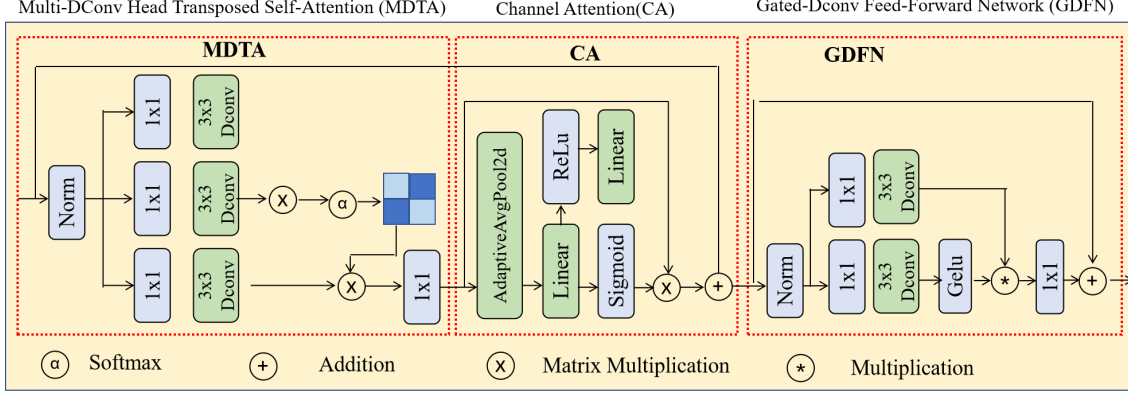 Multi-DConv Head Transposed Self-Attention (MDTA)
Channel Attention(CA)
Gated-Dconv Feed-Forward Network (GDFN)
MDTA
CA
GDFN
Norm
1x1
3x3
Dconv
1x1
3x3
Dconv
x
α
1x1
3x3
Dconv
x
1x1
AdaptiveAvgPool2d
ReLu
Linear
Linear
Sigmoid
x
+
Norm
1x1
3x3
Dconv
1x1
3x3
Dconv
Gelu
*
1x1
+
α Softmax
+ Addition
x Matrix Multiplication
* Multiplication